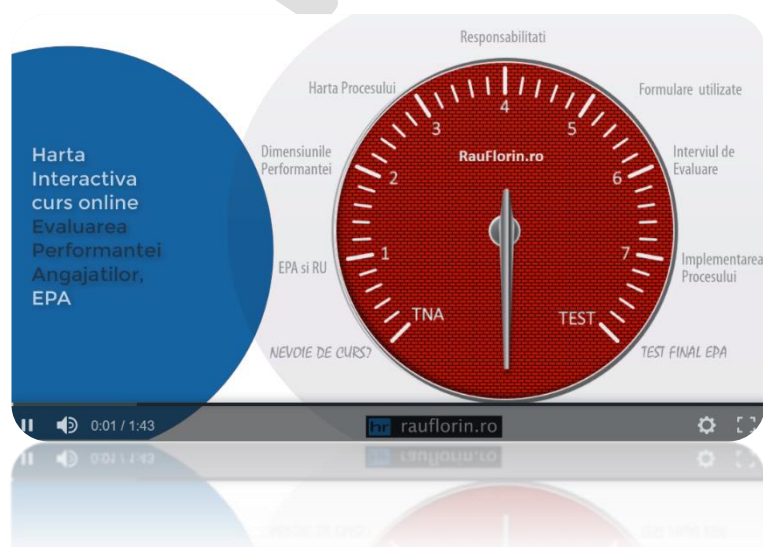 Harta
Interactiva
curs online
Evaluarea
Performantei
Angajatilor,
EPA
Responsabilitati
Harta Procesului
Formulare utilizate
Dimensiunile
Performantei
Interviul de
Evaluare
EPA si RU
Implementarea
Procesului
NEVOIE DE CURS?
TEST FINAL EPA
RauFlorin.ro
TNA
1
2
3
4
5
6
7
TEST
0:01 / 1:43
hr rauflorin.ro